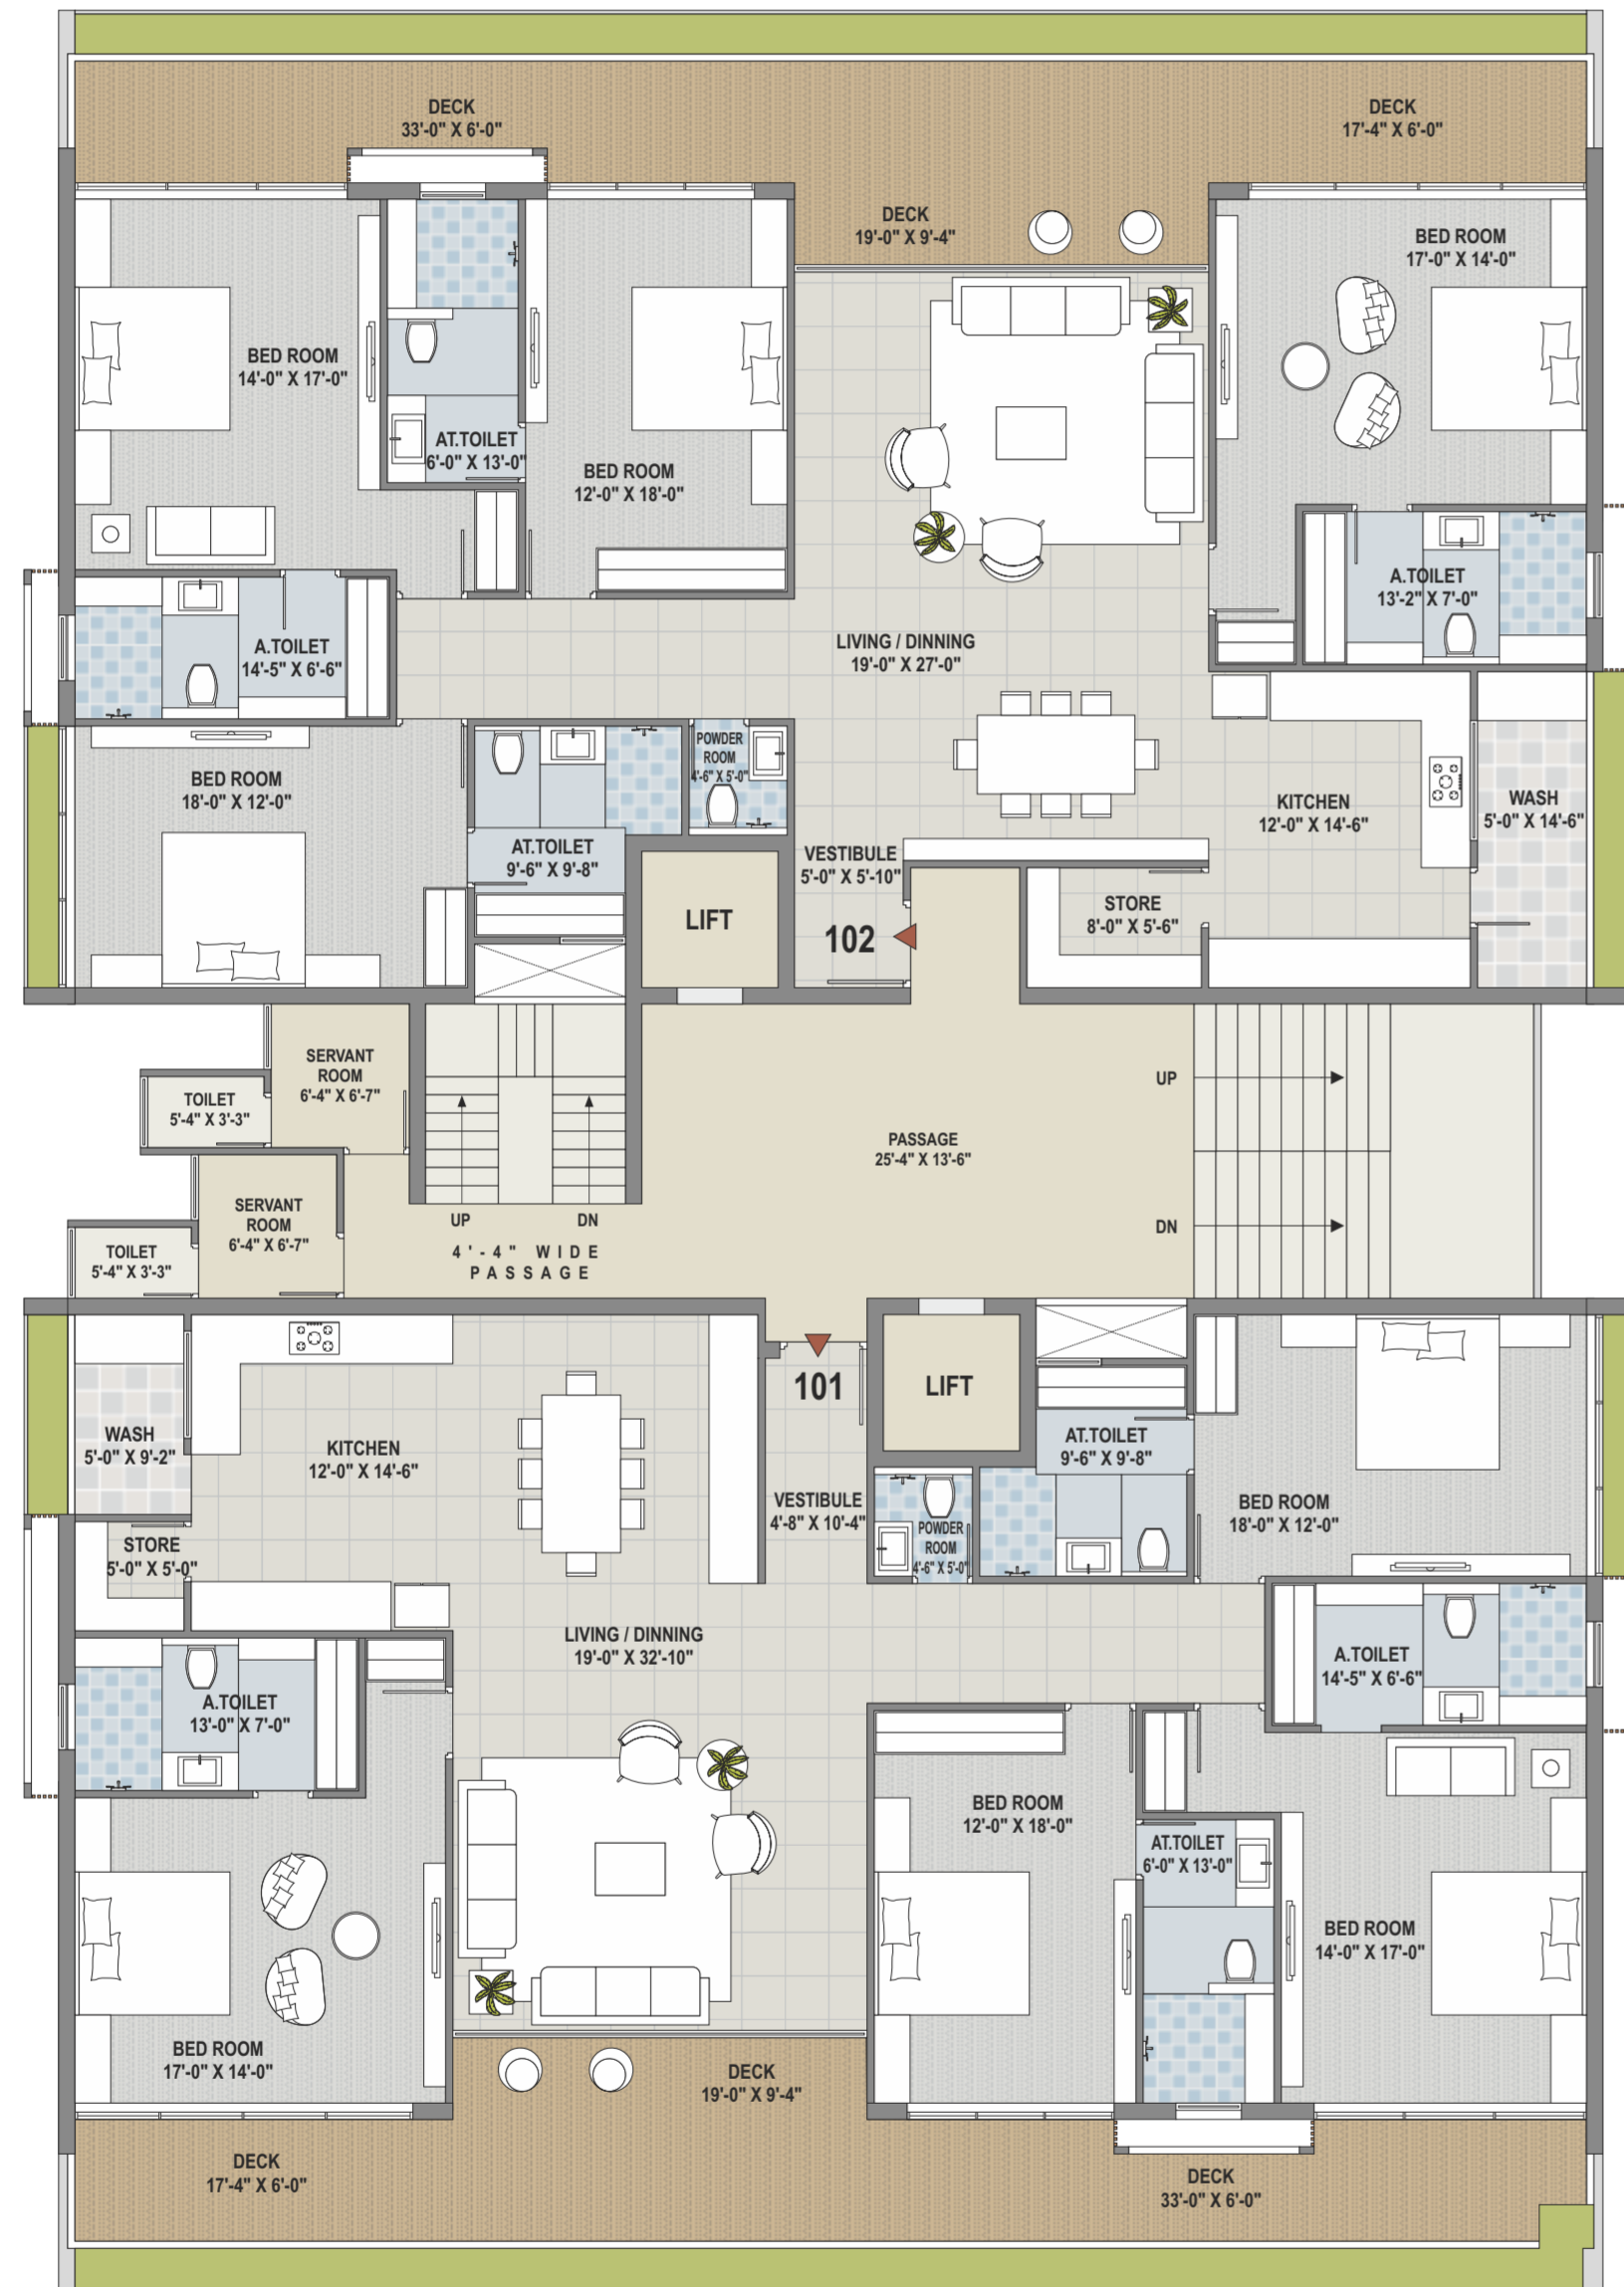 DECK
33'-0" X 6'-0"
DECK
17'-4" X 6'-0"
DECK
19'-0" X 9'-4"
BED ROOM
17'-0" X 14'-0"
BED ROOM
14'-0" X 17'-0"
AT.TOILET
6'-0" X 13'-0"
BED ROOM
12'-0" X 18'-0"
A.TOILET
13'-2" X 7'-0"
A.TOILET
14'-5" X 6'-6"
LIVING / DINNING
19'-0" X 27'-0"
BED ROOM
18'-0" X 12'-0"
POWDER
ROOM
4'-6" X 5'-0"
KITCHEN
12'-0" X 14'-6"
WASH
5'-0" X 14'-6"
AT.TOILET
9'-6" X 9'-8"
VESTIBULE
5'-0" X 5'-10"
LIFT
102
STORE
8'-0" X 5'-6"
SERVANT
ROOM
6'-4" X 6'-7"
TOILET
5'-4" X 3'-3"
UP
PASSAGE
25'-4" X 13'-6"
SERVANT
ROOM
6'-4" X 6'-7"
TOILET
5'-4" X 3'-3"
UP
DN
DN
4'-4" WIDE
PASSAGE
101
LIFT
WASH
5'-0" X 9'-2"
KITCHEN
12'-0" X 14'-6"
AT.TOILET
9'-6" X 9'-8"
VESTIBULE
4'-8" X 10'-4"
BED ROOM
18'-0" X 12'-0"
POWDER
ROOM
4'-6" X 5'-0"
STORE
5'-0" X 5'-0"
LIVING / DINNING
19'-0" X 32'-10"
A.TOILET
14'-5" X 6'-6"
A.TOILET
13'-0" X 7'-0"
BED ROOM
12'-0" X 18'-0"
AT.TOILET
6'-0" X 13'-0"
BED ROOM
14'-0" X 17'-0"
BED ROOM
17'-0" X 14'-0"
DECK
19'-0" X 9'-4"
DECK
17'-4" X 6'-0"
DECK
33'-0" X 6'-0"